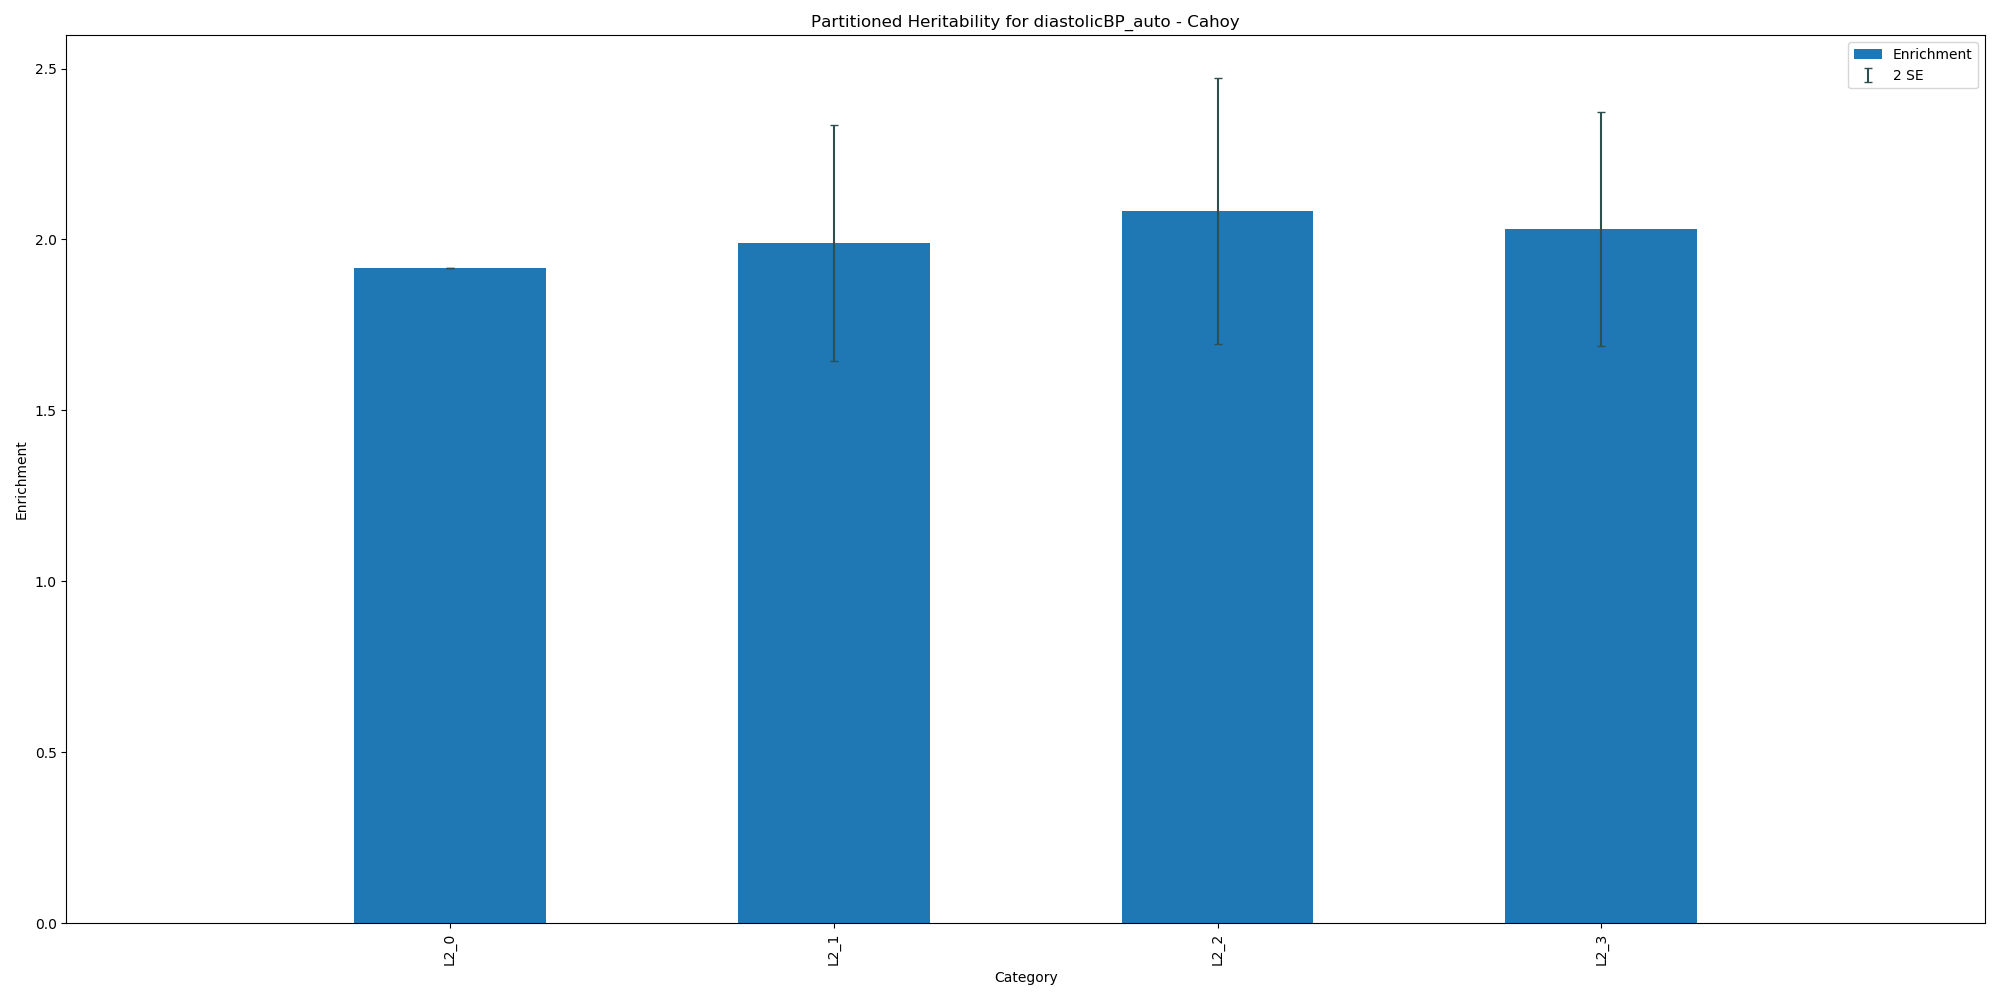 Partitioned Heritability for diastolicBP_auto - Cahoy
Enrichment
2 SE
2.5
2.0
1.5
1.0
0.5
0.0
Enrichment
L2_0
L2_1
L2_2
L2_3
Category